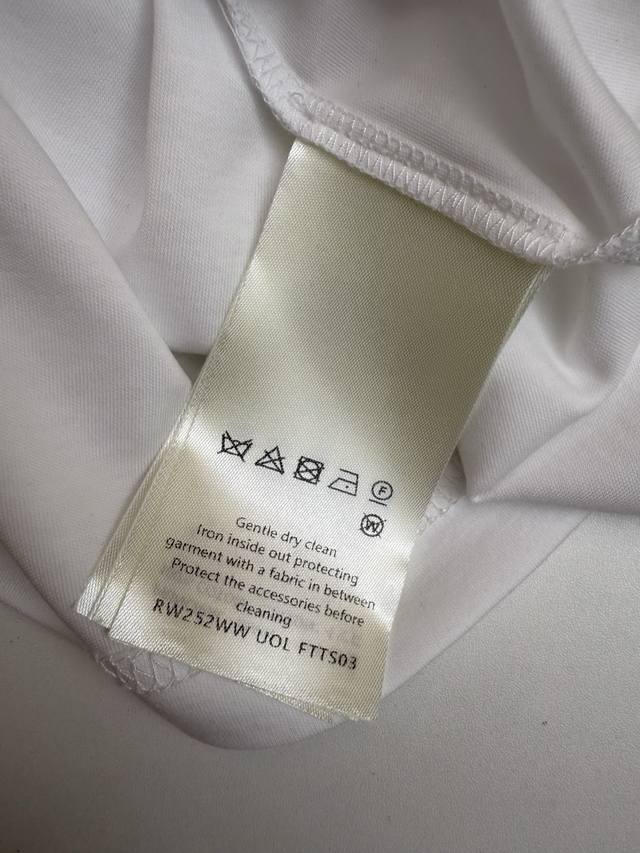 F
W
Gentle dry clean
Iron inside out protecting
garment with a fabric in between
Protect the accessories before
cleaning
RW252WW UOL FTTS03